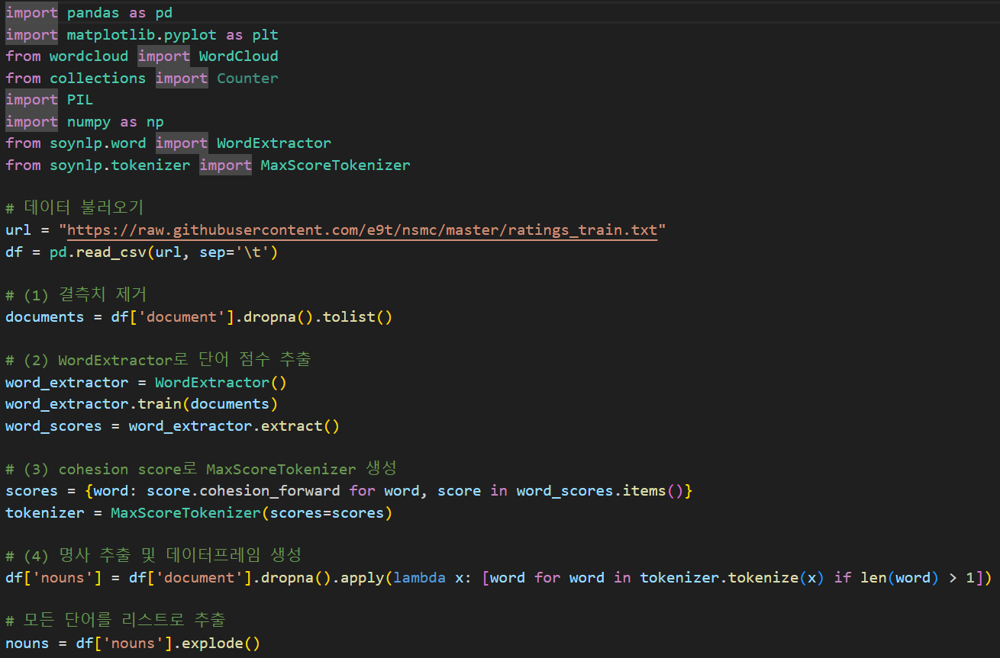 import pandas as pd
import matplotlib.pyplot as plt
from wordcloud import WordCloud
from collections import Counter
import PIL
import numpy as np
from soynlp.word import WordExtractor
from soynlp.tokenizer import MaxScoreTokenizer

# 데이터 불러오기
url = "https://raw.githubusercontent.com/e9t/nsmc/master/ratings_train.txt"
df = pd.read_csv(url, sep='\t')

# (1) 결측치 제거
documents = df['document'].dropna().tolist()

# (2) WordExtractor로 단어 점수 추출
word_extractor = WordExtractor()
word_extractor.train(documents)
word_scores = word_extractor.extract()

# (3) cohesion score로 MaxScoreTokenizer 생성
scores = {word: score.cohesion_forward for word, score in word_scores.items()}
tokenizer = MaxScoreTokenizer(scores=scores)

# (4) 명사 추출 및 데이터프레임 생성
df['nouns'] = df['document'].dropna().apply(lambda x: [word for word in tokenizer.tokenize(x) if len(word) > 1])

# 모든 단어를 리스트로 추출
nouns = df['nouns'].explode()